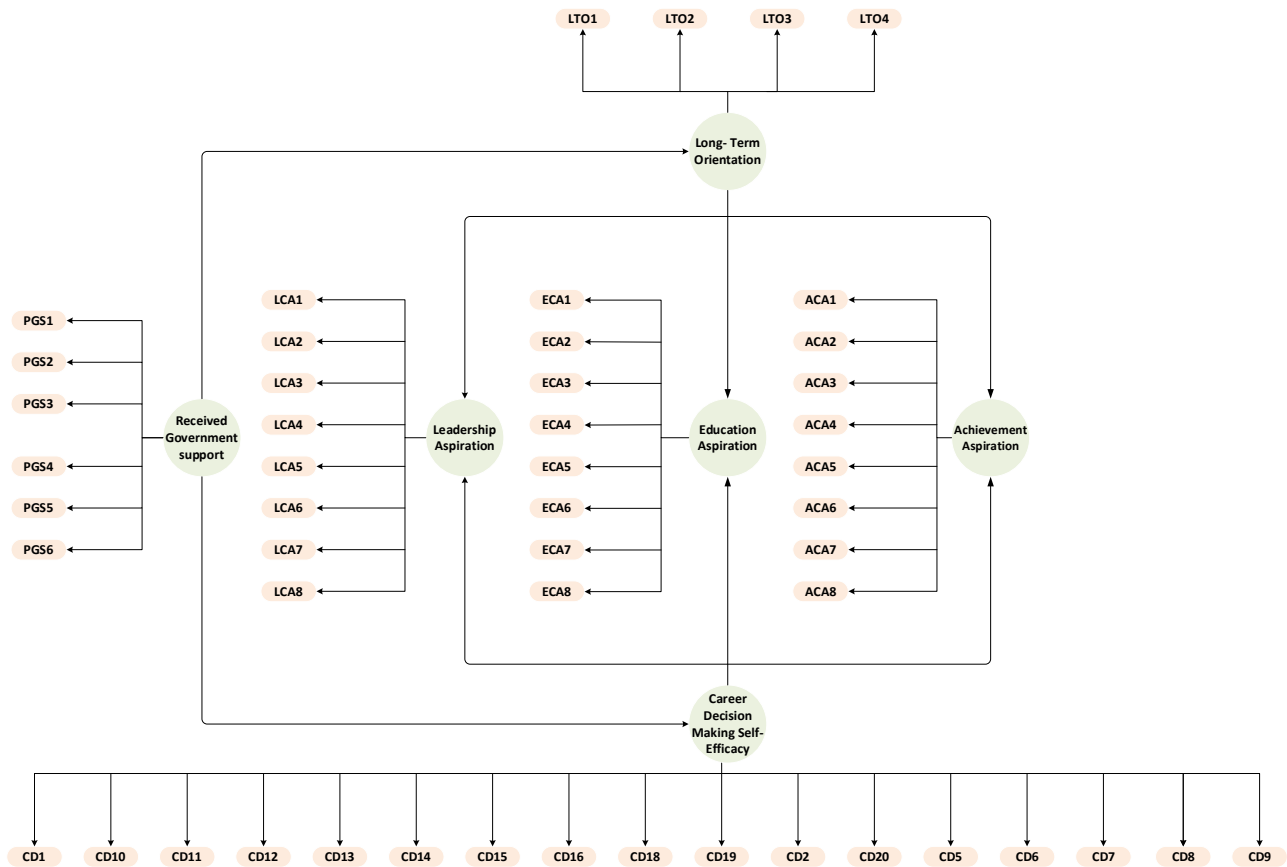 LTO1 LTO2 LTO3 LTO4
Long- Term
Orientation
LCA1 ECA1 ACA1
PGS1
LCA2 ECA2 ACA2
PGS2
LCA3 ECA3 ACA3
PGS3
Received
Government
support
LCA4 ECA4 ACA4
Leadership
Aspiration
Education
Aspiration
Achievement
Aspiration
PGS4 LCA5 ECA5 ACA5
PGS5 LCA6 ECA6 ACA6
PGS6 LCA7 ECA7 ACA7
LCA8 ECA8 ACA8
Career
Decision
Making Self-
Efficacy
CD1 CD10 CD11 CD12 CD13 CD14 CD15 CD16 CD18 CD19 CD2 CD20 CD5 CD6 CD7 CD8 CD9